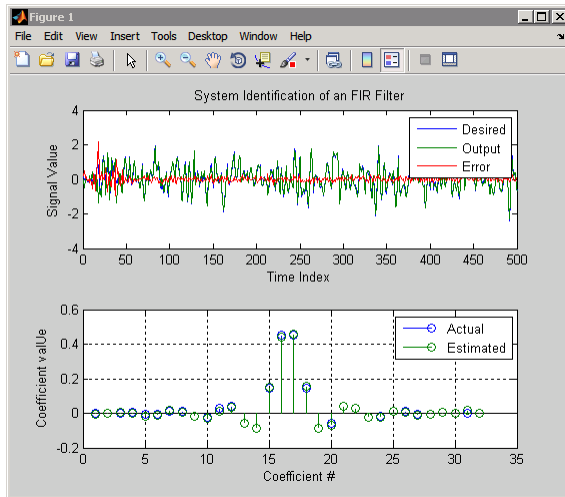 Figure 1
File Edit View Insert Tools Desktop Window Help
System Identification of an FIR Filter
4
2
0
-2
-4
Signal Value
Desired
Output
Error
0 50 100 150 200 250 300 350 400 450 500
Time Index
0.6
0.4
0.2
0
-0.2
Coefficient valUe
Actual
Estimated
0 5 10 15 20 25 30 35
Coefficient #